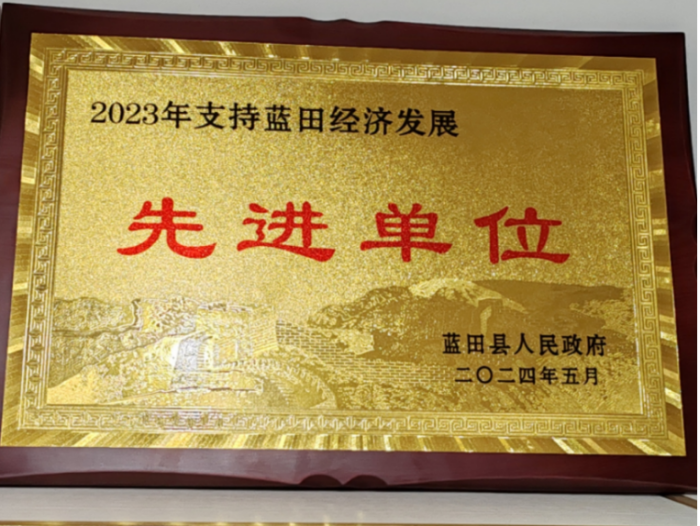 2023年支持蓝田经济发展
先进单位
蓝田县人民政府
二〇二四年五月